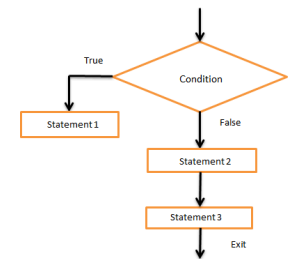 True
Condition
Statement 1
False
Statement 2
Statement 3
Exit